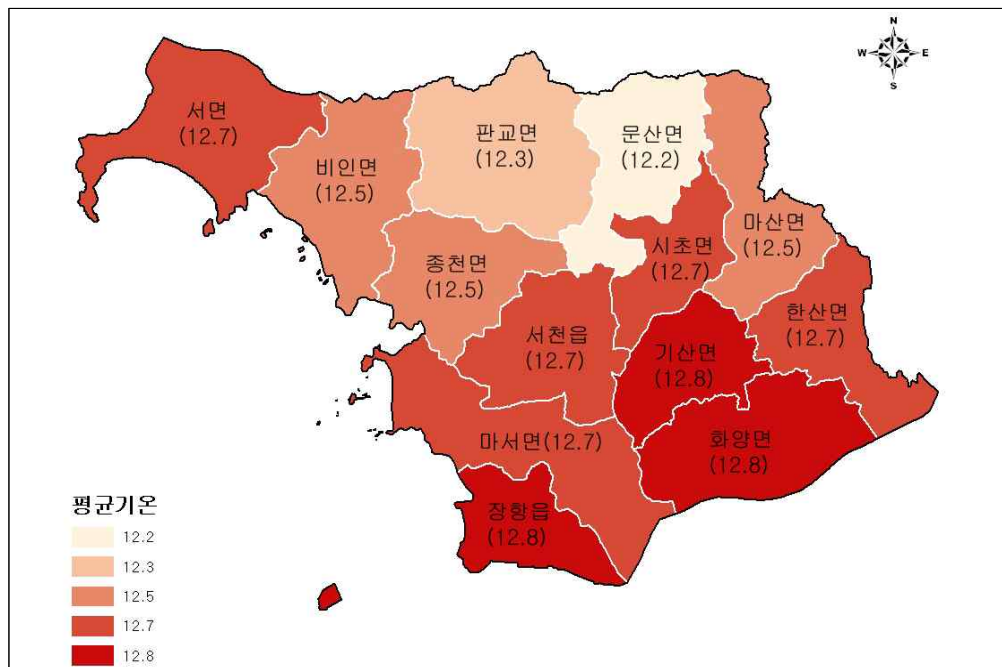 N
W E
S
서면
(12.7)
비인면
(12.5)
판교면
(12.3)
문산면
(12.2)
마산면
(12.5)
시초면
(12.7)
종천면
(12.5)
한산면
(12.7)
서천읍
(12.7)
기산면
(12.8)
마서면(12.7)
화양면
(12.8)
장항읍
(12.8)
평균기온
12.2
12.3
12.5
12.7
12.8